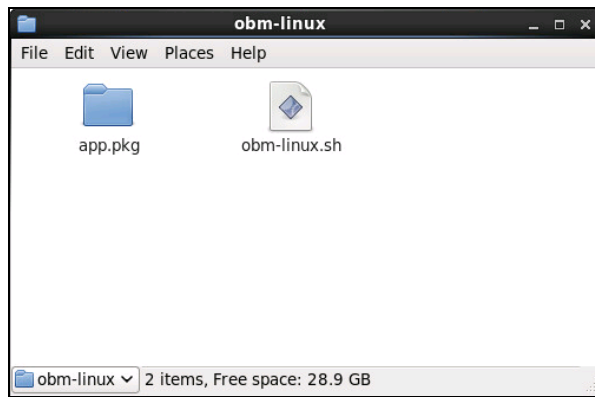 obm-linux
File Edit View Places Help
app.pkg obm-linux.sh
obm-linux 2 items, Free space: 28.9 GB